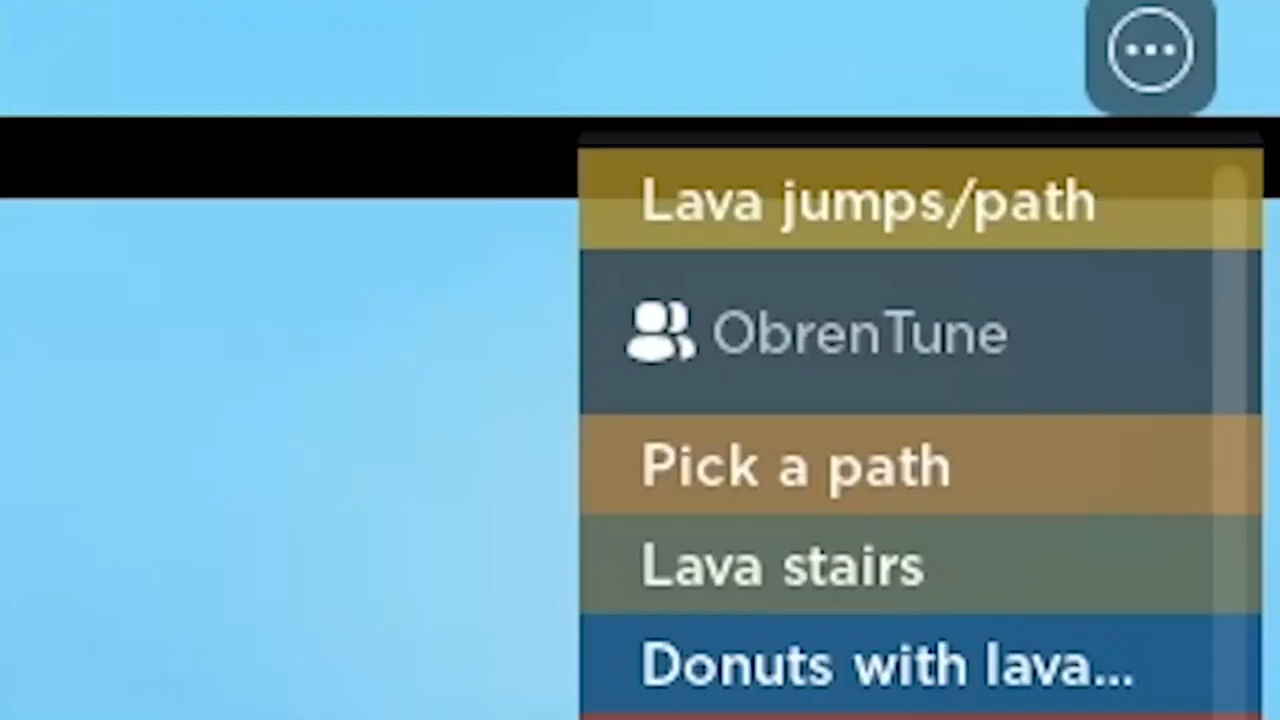 Lava jumps/path
ObrenTune
Pick a path
Lava stairs
Donuts with lava...